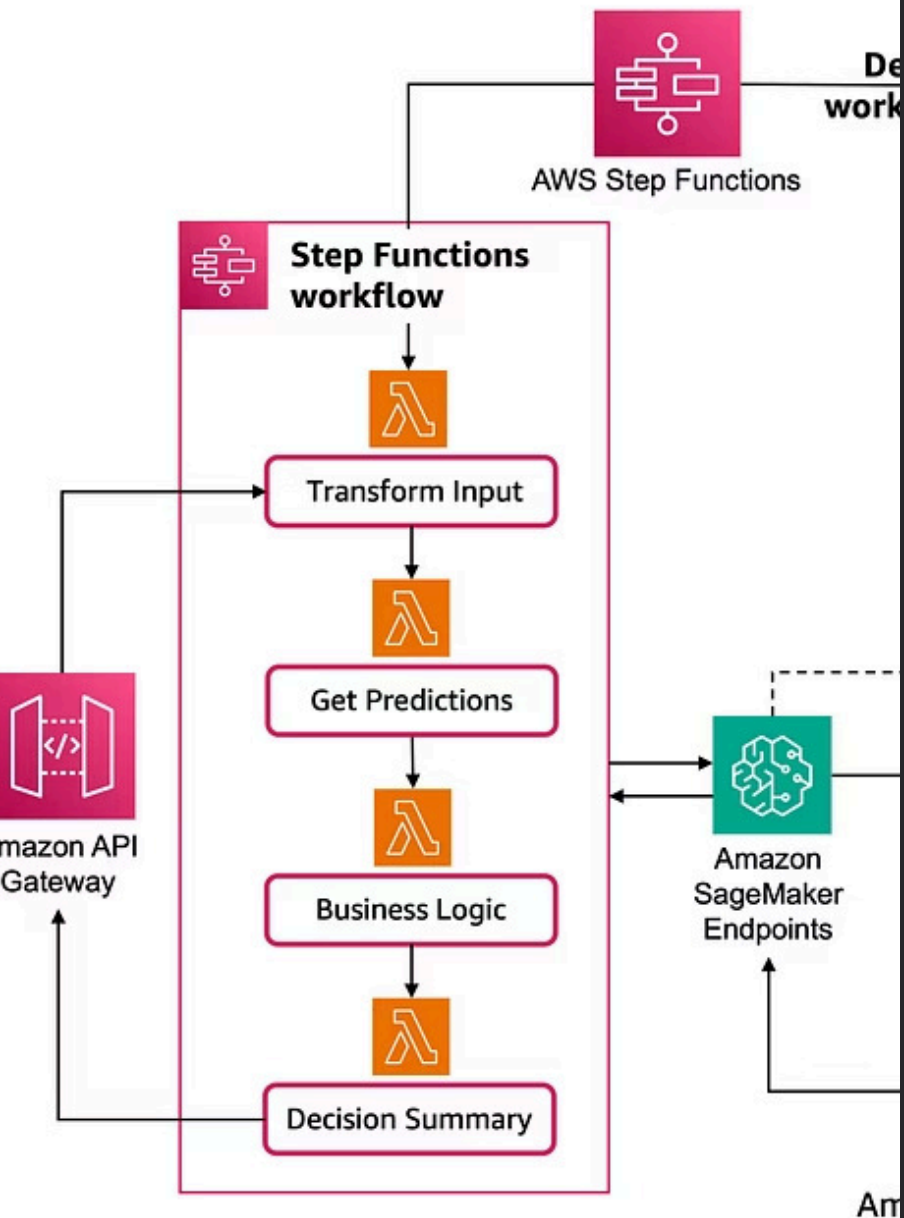 AWS Step Functions
Step Functions
workflow
Transform Input
Get Predictions
mazon API
Gateway
Business Logic
Amazon
SageMaker
Endpoints
Decision Summary